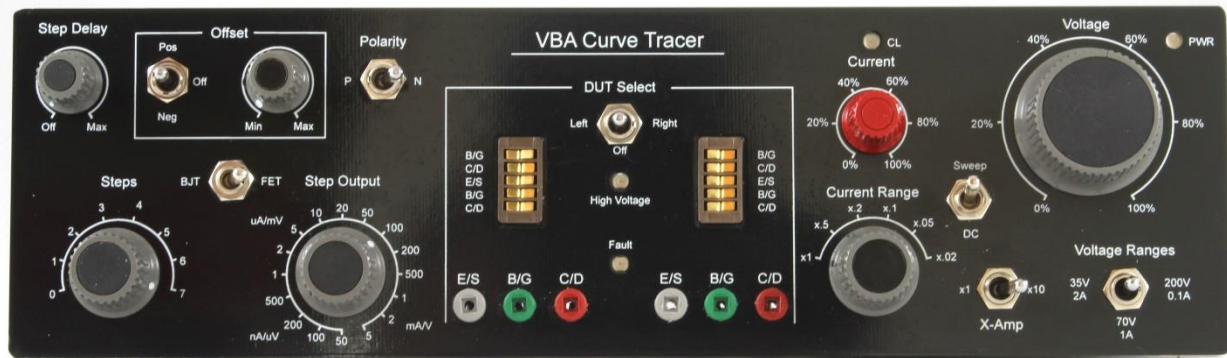 Step Delay
Off Max
Offset
Pos
Off
Neg
Min Max
Polarity
P N
VBA Curve Tracer
DUT Select
Left Right
Off
High Voltage
Fault
B/G
C/D
E/S
B/G
C/D
B/G
C/D
E/S
B/G
C/D
E/S B/G C/D
E/S B/G C/D
Steps
0 1 2 3 4 5 6 7
BJT FET
Step Output
uA/mV
nA/uV
mA/V
50 100 200 500 1 2 5 10 20 50 100 200 500 1 2 5
CL
Current
0% 20% 40% 60% 80% 100%
Current Range
x1 x.5 x.2 x.1 x.05 x.02
Sweep
DC
Voltage
0% 20% 40% 60% 80% 100%
PWR
x1 x10
X-Amp
Voltage Ranges
35V
2A
70V
1A
200V
0.1A